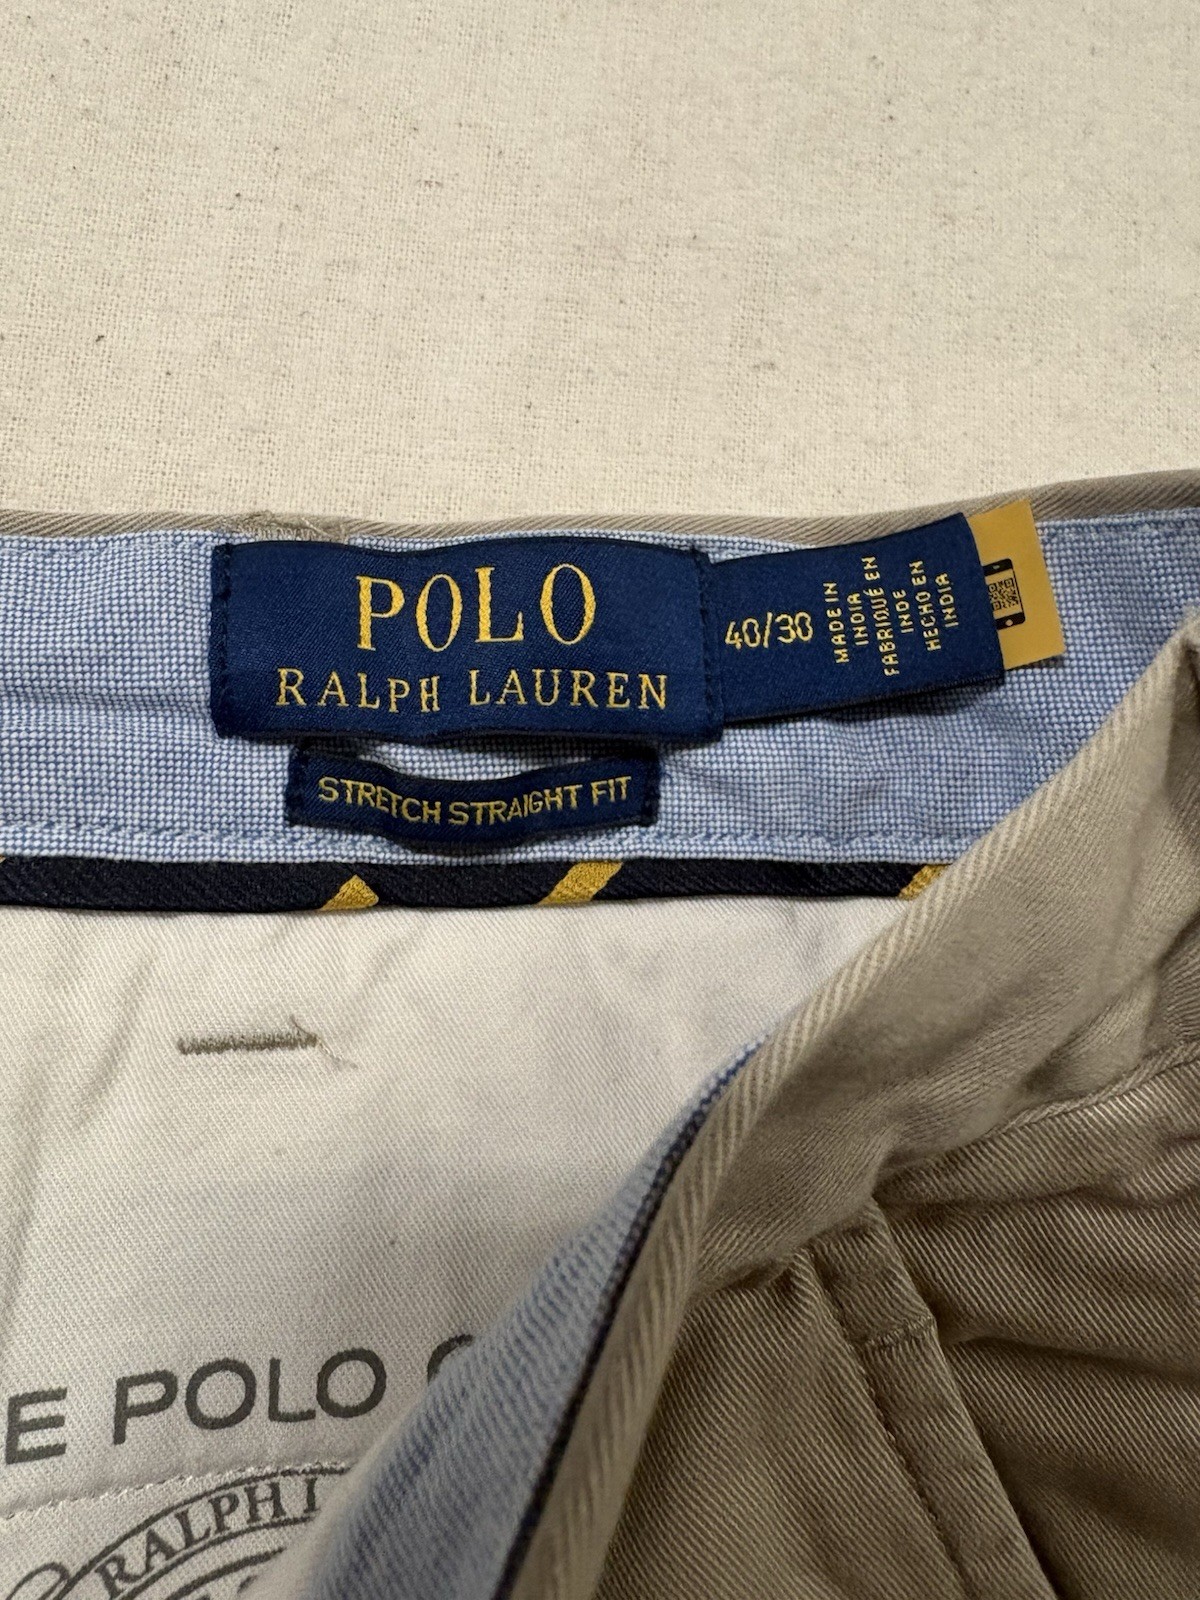 POLO
RALPH LAUREN
40/30
MADE IN
INDIA
FABRIQUÉ EN
INDE
HECHO EN
INDIA
STRETCH STRAIGHT FIT
E POLO
RALPH